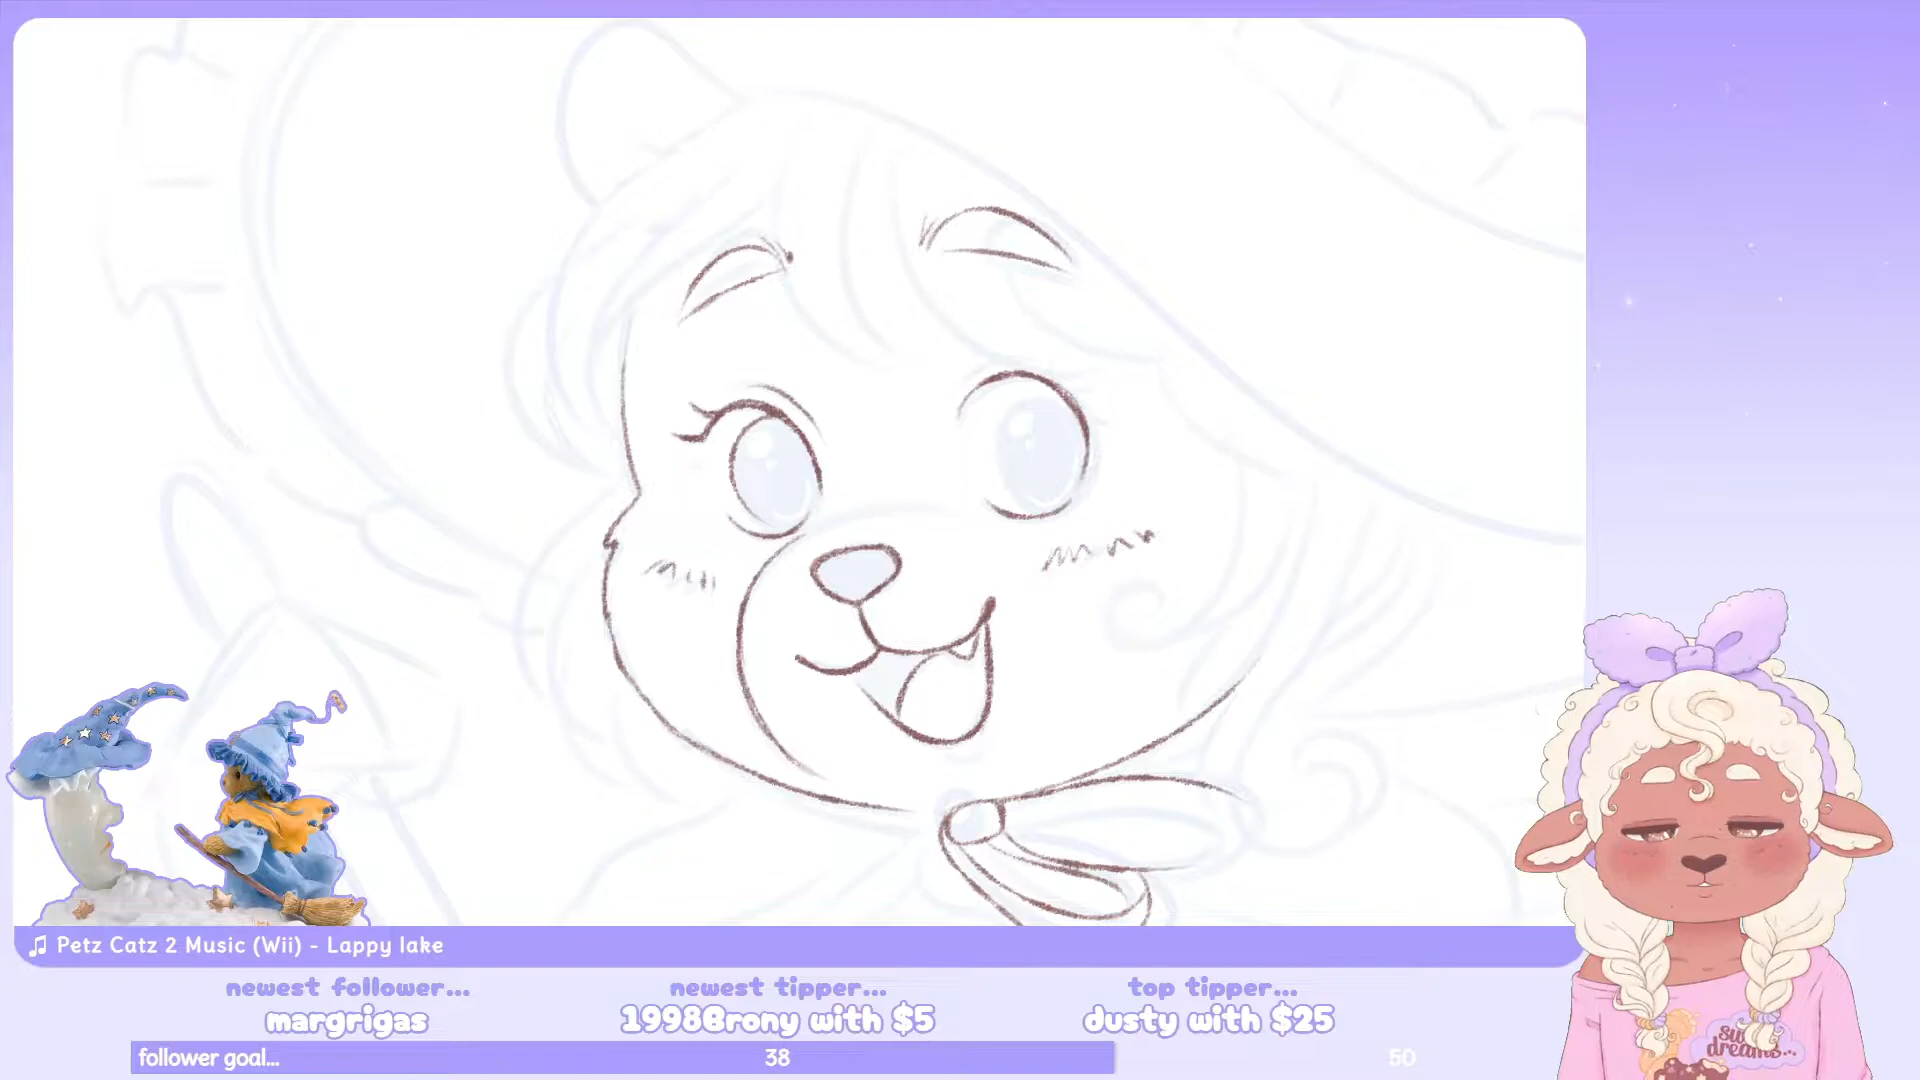 ♫ Petz Catz 2 Music (Wii) - Lappy lake
newest follower...
margrigas
newest tipper...
1998Brony with $5
top tipper...
dusty with $25
follower goal...
38
50
dreams...